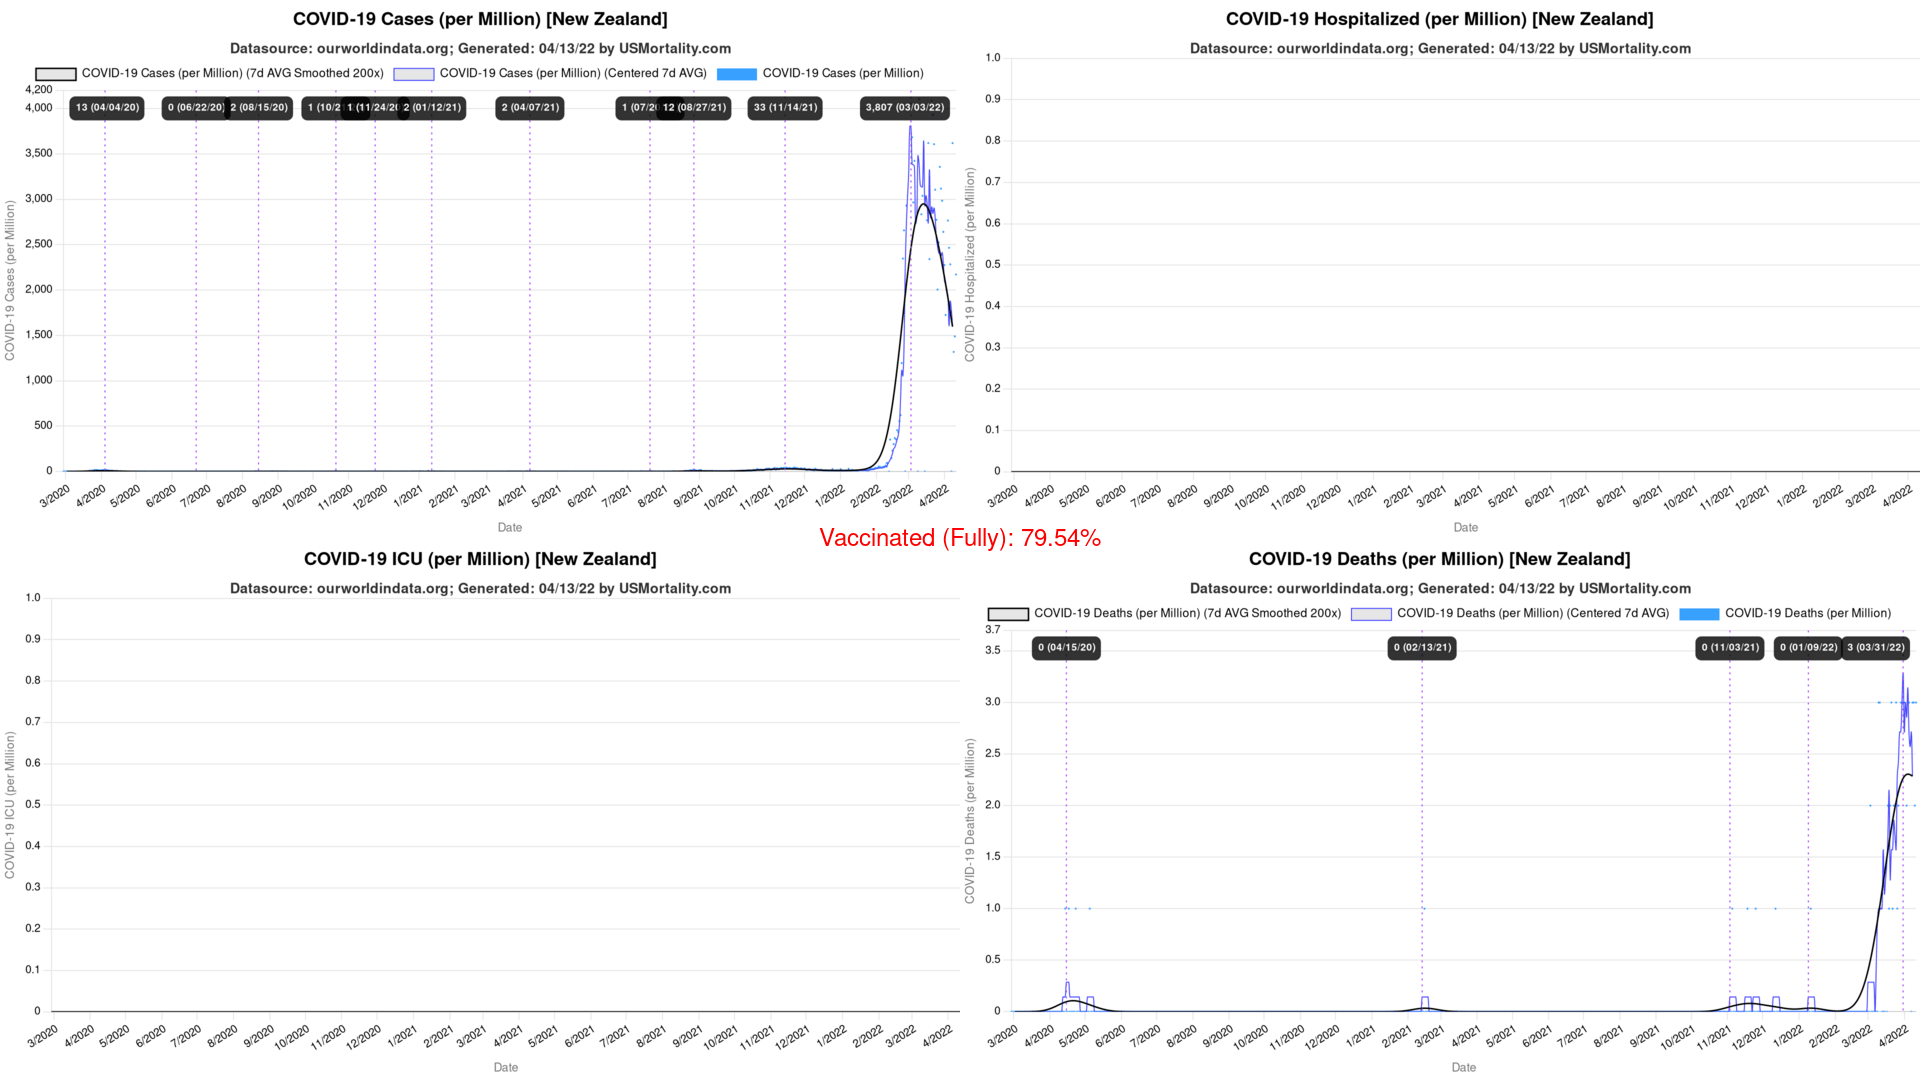 COVID-19 Cases (per Million) [New Zealand]
Datasource: ourworldindata.org; Generated: 04/13/22 by USMortality.com
COVID-19 Cases (per Million) (7d AVG Smoothed 200x) COVID-19 Cases (per Million) (Centered 7d AVG) COVID-19 Cases (per Million)
13 (04/04/20) 0 (06/22/20) 2 (08/15/20) 1 (10/2 1 (11/24/20 2 (01/12/21) 2 (04/07/21) 1 (07/20 12 (08/27/21) 33 (11/14/21) 3,807 (03/03/22)
4,200
4,000
3,500
3,000
2,500
2,000
1,500
1,000
500
0
COVID-19 Cases (per Million)
3/2020 4/2020 5/2020 6/2020 7/2020 8/2020 9/2020 10/2020 11/2020 12/2020 1/2021 2/2021 3/2021 4/2021 5/2021 6/2021 7/2021 8/2021 9/2021 10/2021 11/2021 12/2021 1/2022 2/2022 3/2022 4/2022
Date
COVID-19 Hospitalized (per Million) [New Zealand]
Datasource: ourworldindata.org; Generated: 04/13/22 by USMortality.com
1.0
0.9
0.8
0.7
0.6
0.5
0.4
0.3
0.2
0.1
0
COVID-19 Hospitalized (per Million)
3/2020 4/2020 5/2020 6/2020 7/2020 8/2020 9/2020 10/2020 11/2020 12/2020 1/2021 2/2021 3/2021 4/2021 5/2021 6/2021 7/2021 8/2021 9/2021 10/2021 11/2021 12/2021 1/2022 2/2022 3/2022 4/2022
Date
Vaccinated (Fully): 79.54%
COVID-19 ICU (per Million) [New Zealand]
Datasource: ourworldindata.org; Generated: 04/13/22 by USMortality.com
1.0
0.9
0.8
0.7
0.6
0.5
0.4
0.3
0.2
0.1
0
COVID-19 ICU (per Million)
3/2020 4/2020 5/2020 6/2020 7/2020 8/2020 9/2020 10/2020 11/2020 12/2020 1/2021 2/2021 3/2021 4/2021 5/2021 6/2021 7/2021 8/2021 9/2021 10/2021 11/2021 12/2021 1/2022 2/2022 3/2022 4/2022
Date
COVID-19 Deaths (per Million) [New Zealand]
Datasource: ourworldindata.org; Generated: 04/13/22 by USMortality.com
COVID-19 Deaths (per Million) (7d AVG Smoothed 200x) COVID-19 Deaths (per Million) (Centered 7d AVG) COVID-19 Deaths (per Million)
0 (04/15/20) 0 (02/13/21) 0 (11/03/21) 0 (01/09/22) 3 (03/31/22)
3.7
3.5
3.0
2.5
2.0
1.5
1.0
0.5
0
COVID-19 Deaths (per Million)
3/2020 4/2020 5/2020 6/2020 7/2020 8/2020 9/2020 10/2020 11/2020 12/2020 1/2021 2/2021 3/2021 4/2021 5/2021 6/2021 7/2021 8/2021 9/2021 10/2021 11/2021 12/2021 1/2022 2/2022 3/2022 4/2022
Date